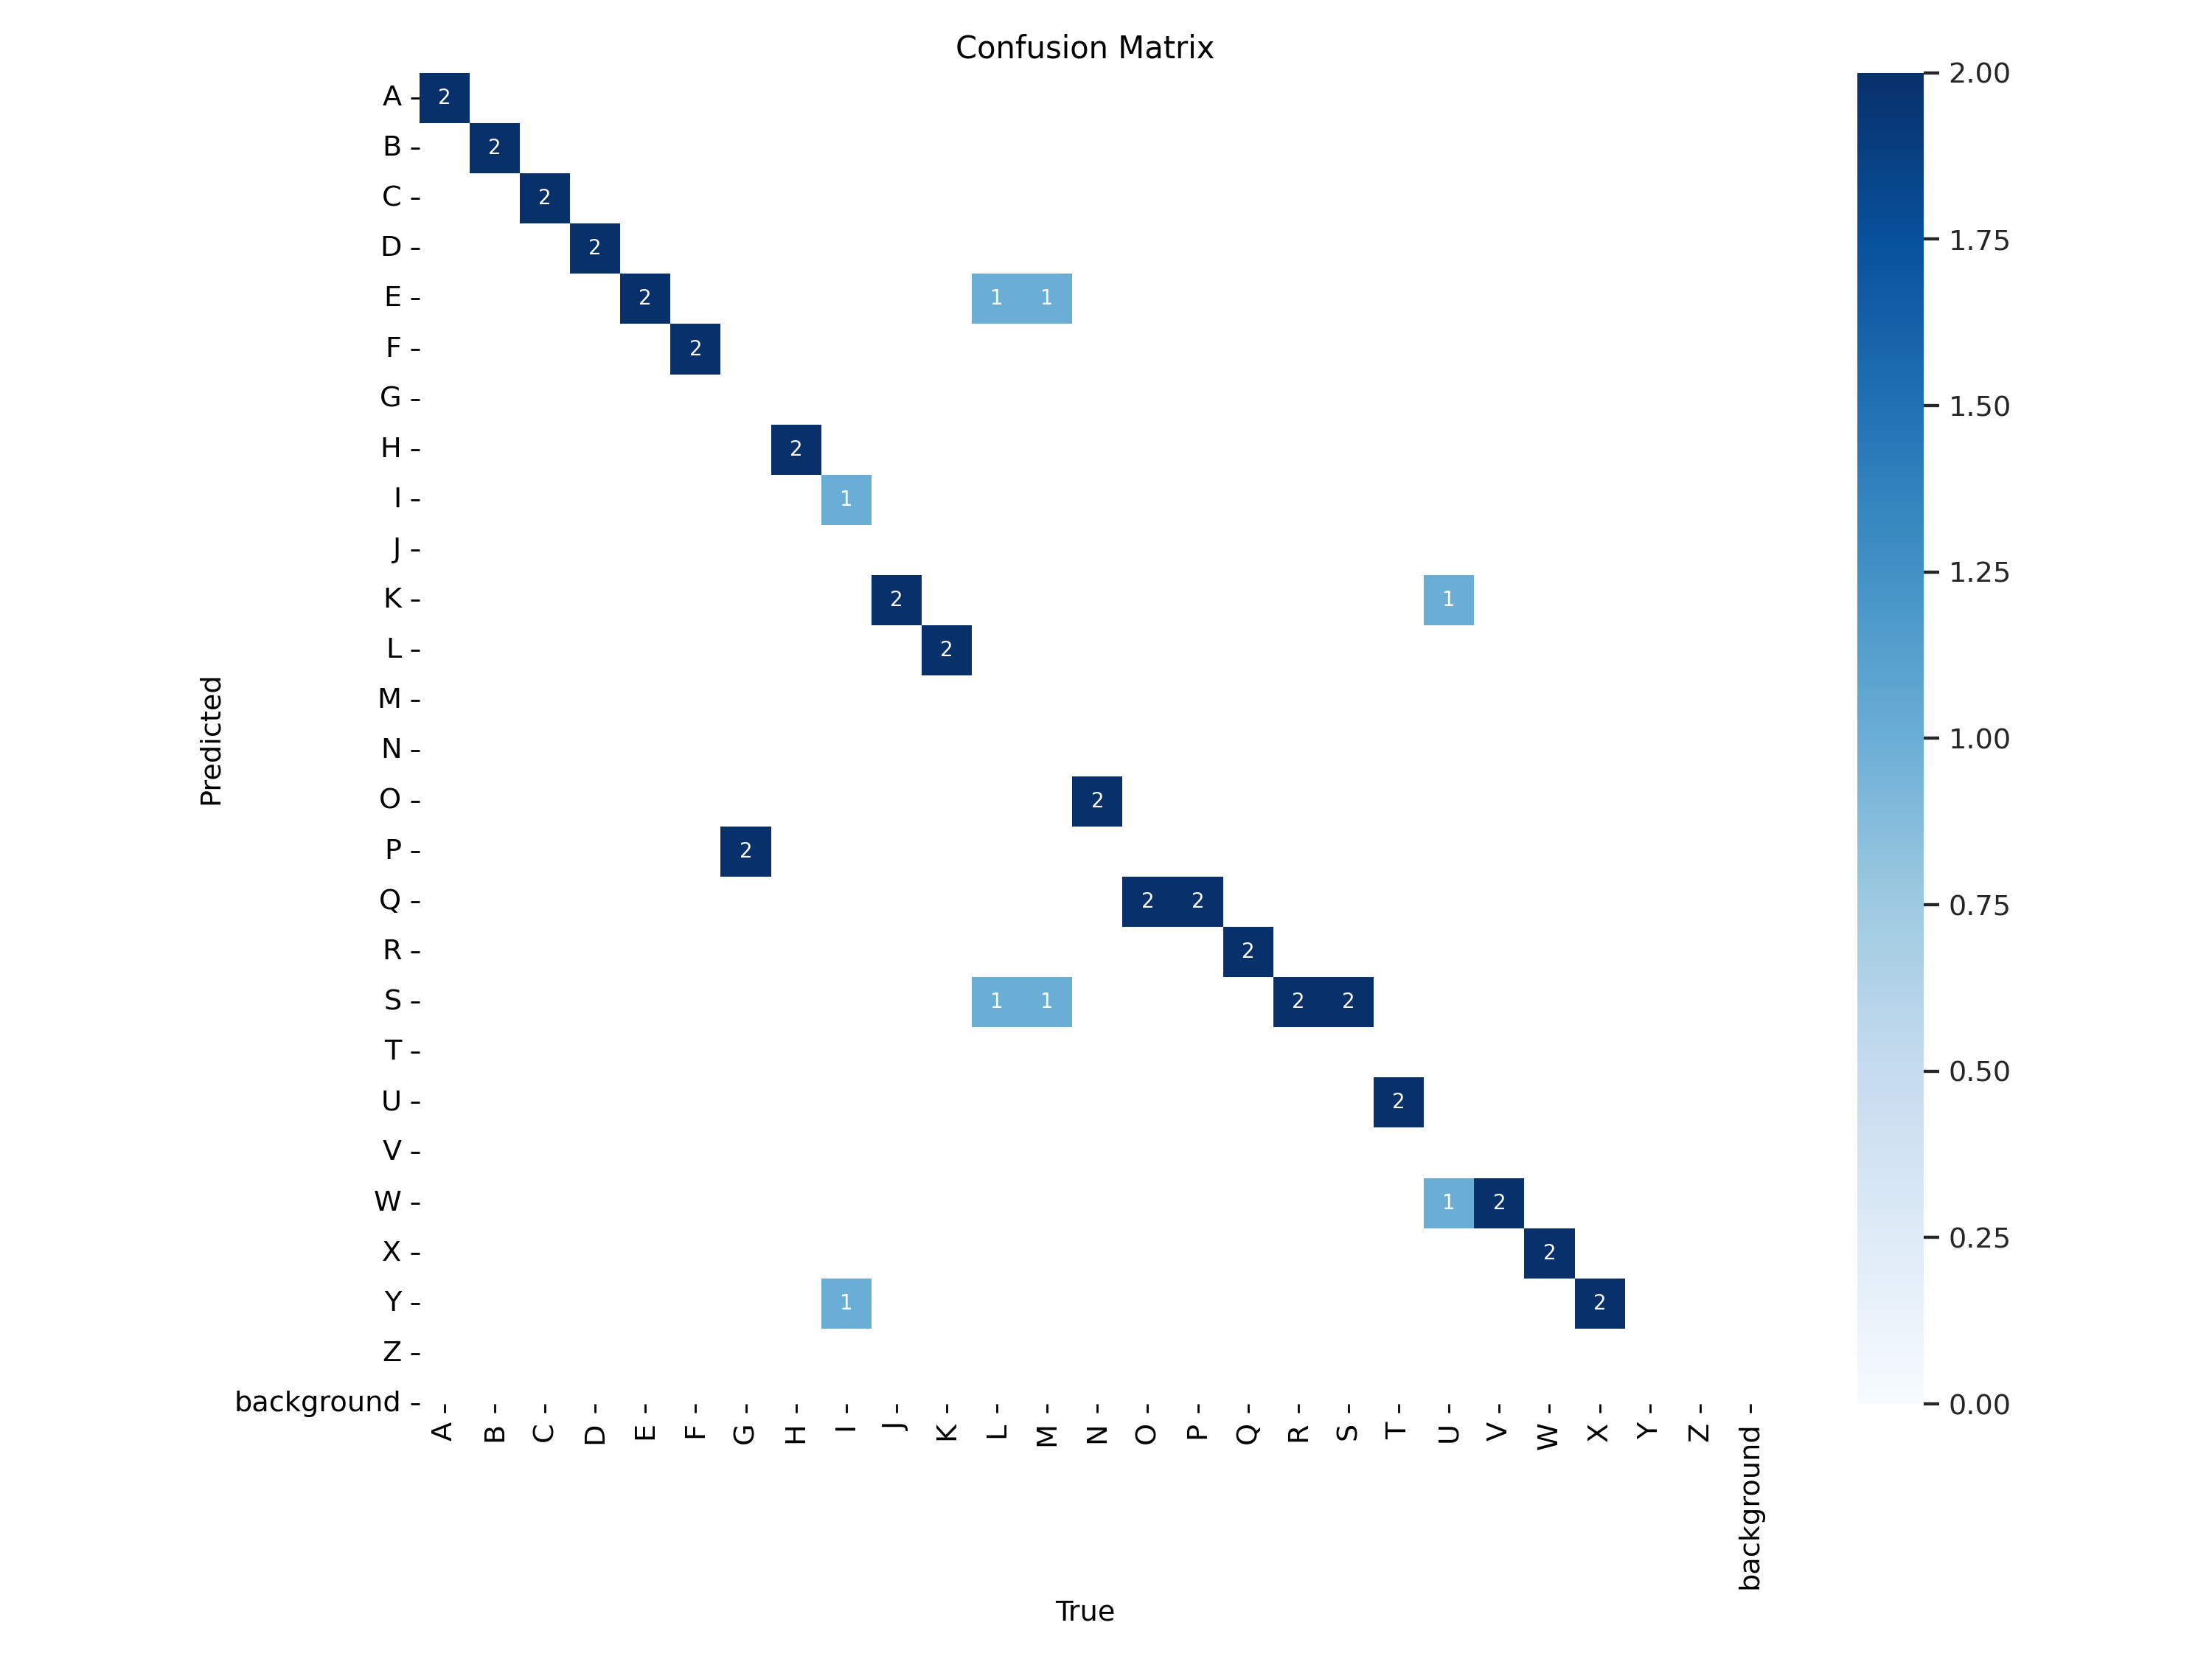 Confusion Matrix
A 2
B 2
C 2
D 2
E 2 1 1
F 2
G
H 2
I 1
J
K 2 1
L 2
M
N
O 2
P 2
Q 2 2
R 2
S 1 1 2 2
T
U 2
V
W 1 2
X 2
Y 1 2
Z
background
Predicted
A B C D E F G H I J K L M N O P Q R S T U V W X Y Z background
True
2.00
1.75
1.50
1.25
1.00
0.75
0.50
0.25
0.00